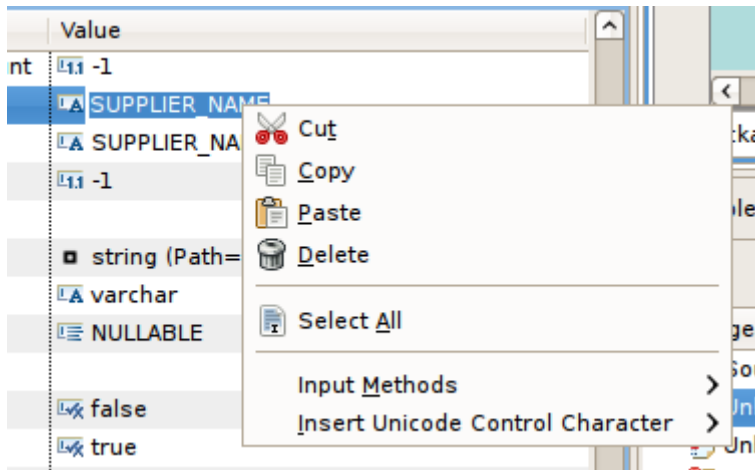 Value
nt -1
SUPPLIER_NAME
SUPPLIER_NA
-1
string (Path=
varchar
NULLABLE
false
true
Cut
Copy
Paste
Delete
Select All
Input Methods
Insert Unicode Control Character